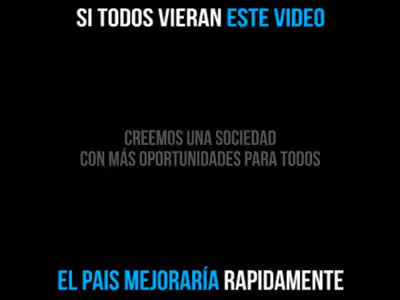 SI TODOS VIERAN ESTE VIDEO
CREEMOS UNA SOCIEDAD
CON MÁS OPORTUNIDADES PARA TODOS
EL PAIS MEJORARÍA RAPIDAMENTE